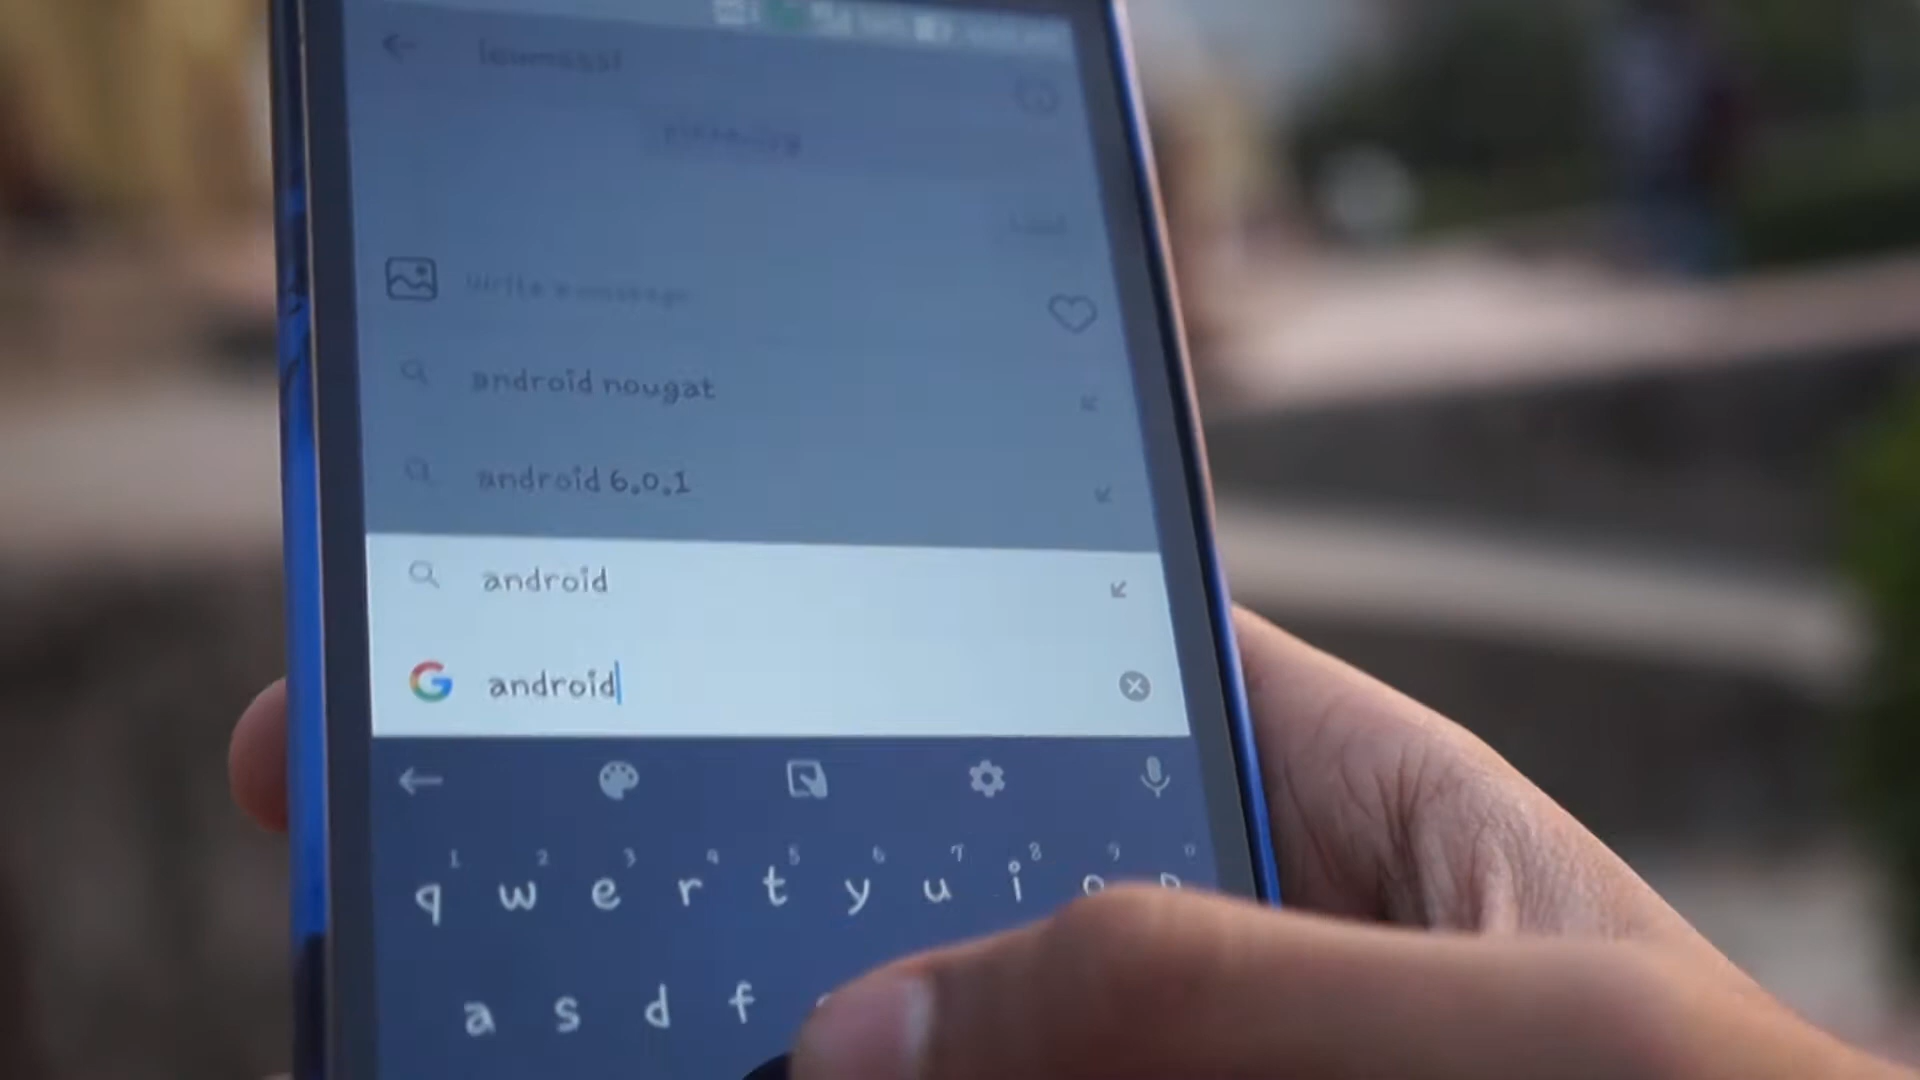 android nougat
android 6.0.1
android
android
1 2 3 4 5 6 7 8 9 0
q w e r t y u i o p
a s d f